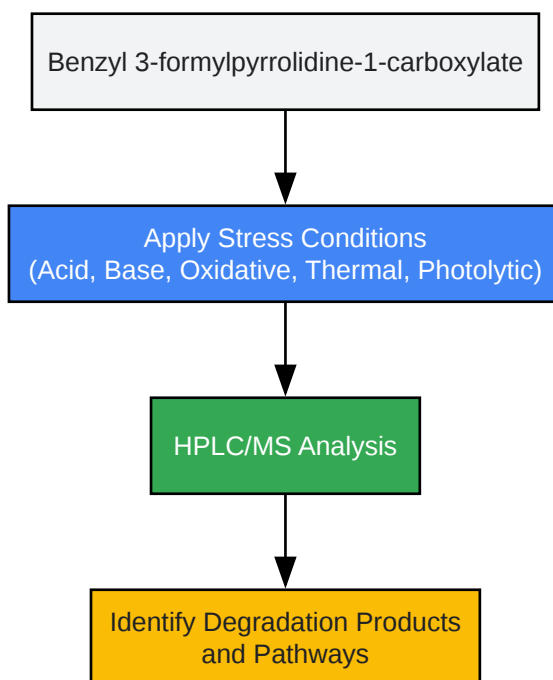 Benzyl 3-formylpyrrolidine-1-carboxylate
Apply Stress Conditions
(Acid, Base, Oxidative, Thermal, Photolytic)
HPLC/MS Analysis
Identify Degradation Products
and Pathways